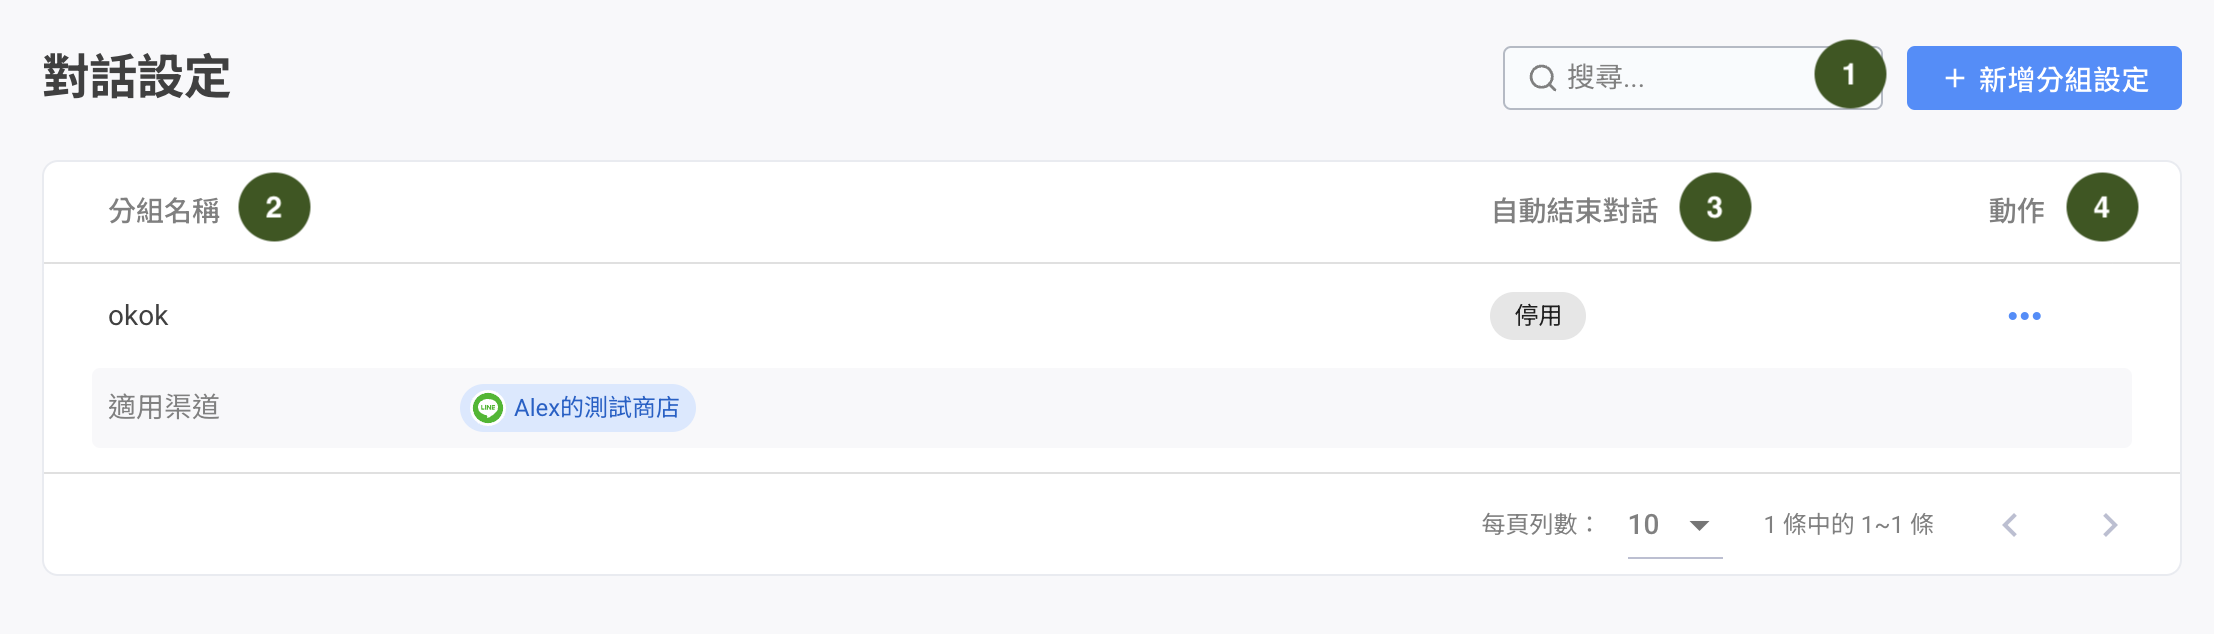 對話設定
搜尋... 1
+ 新增分組設定
分組名稱 2 自動結束對話 3 動作 4
okok 停用
適用渠道 LINE Alex的測試商店
每頁列數： 10 1 條中的 1~1 條